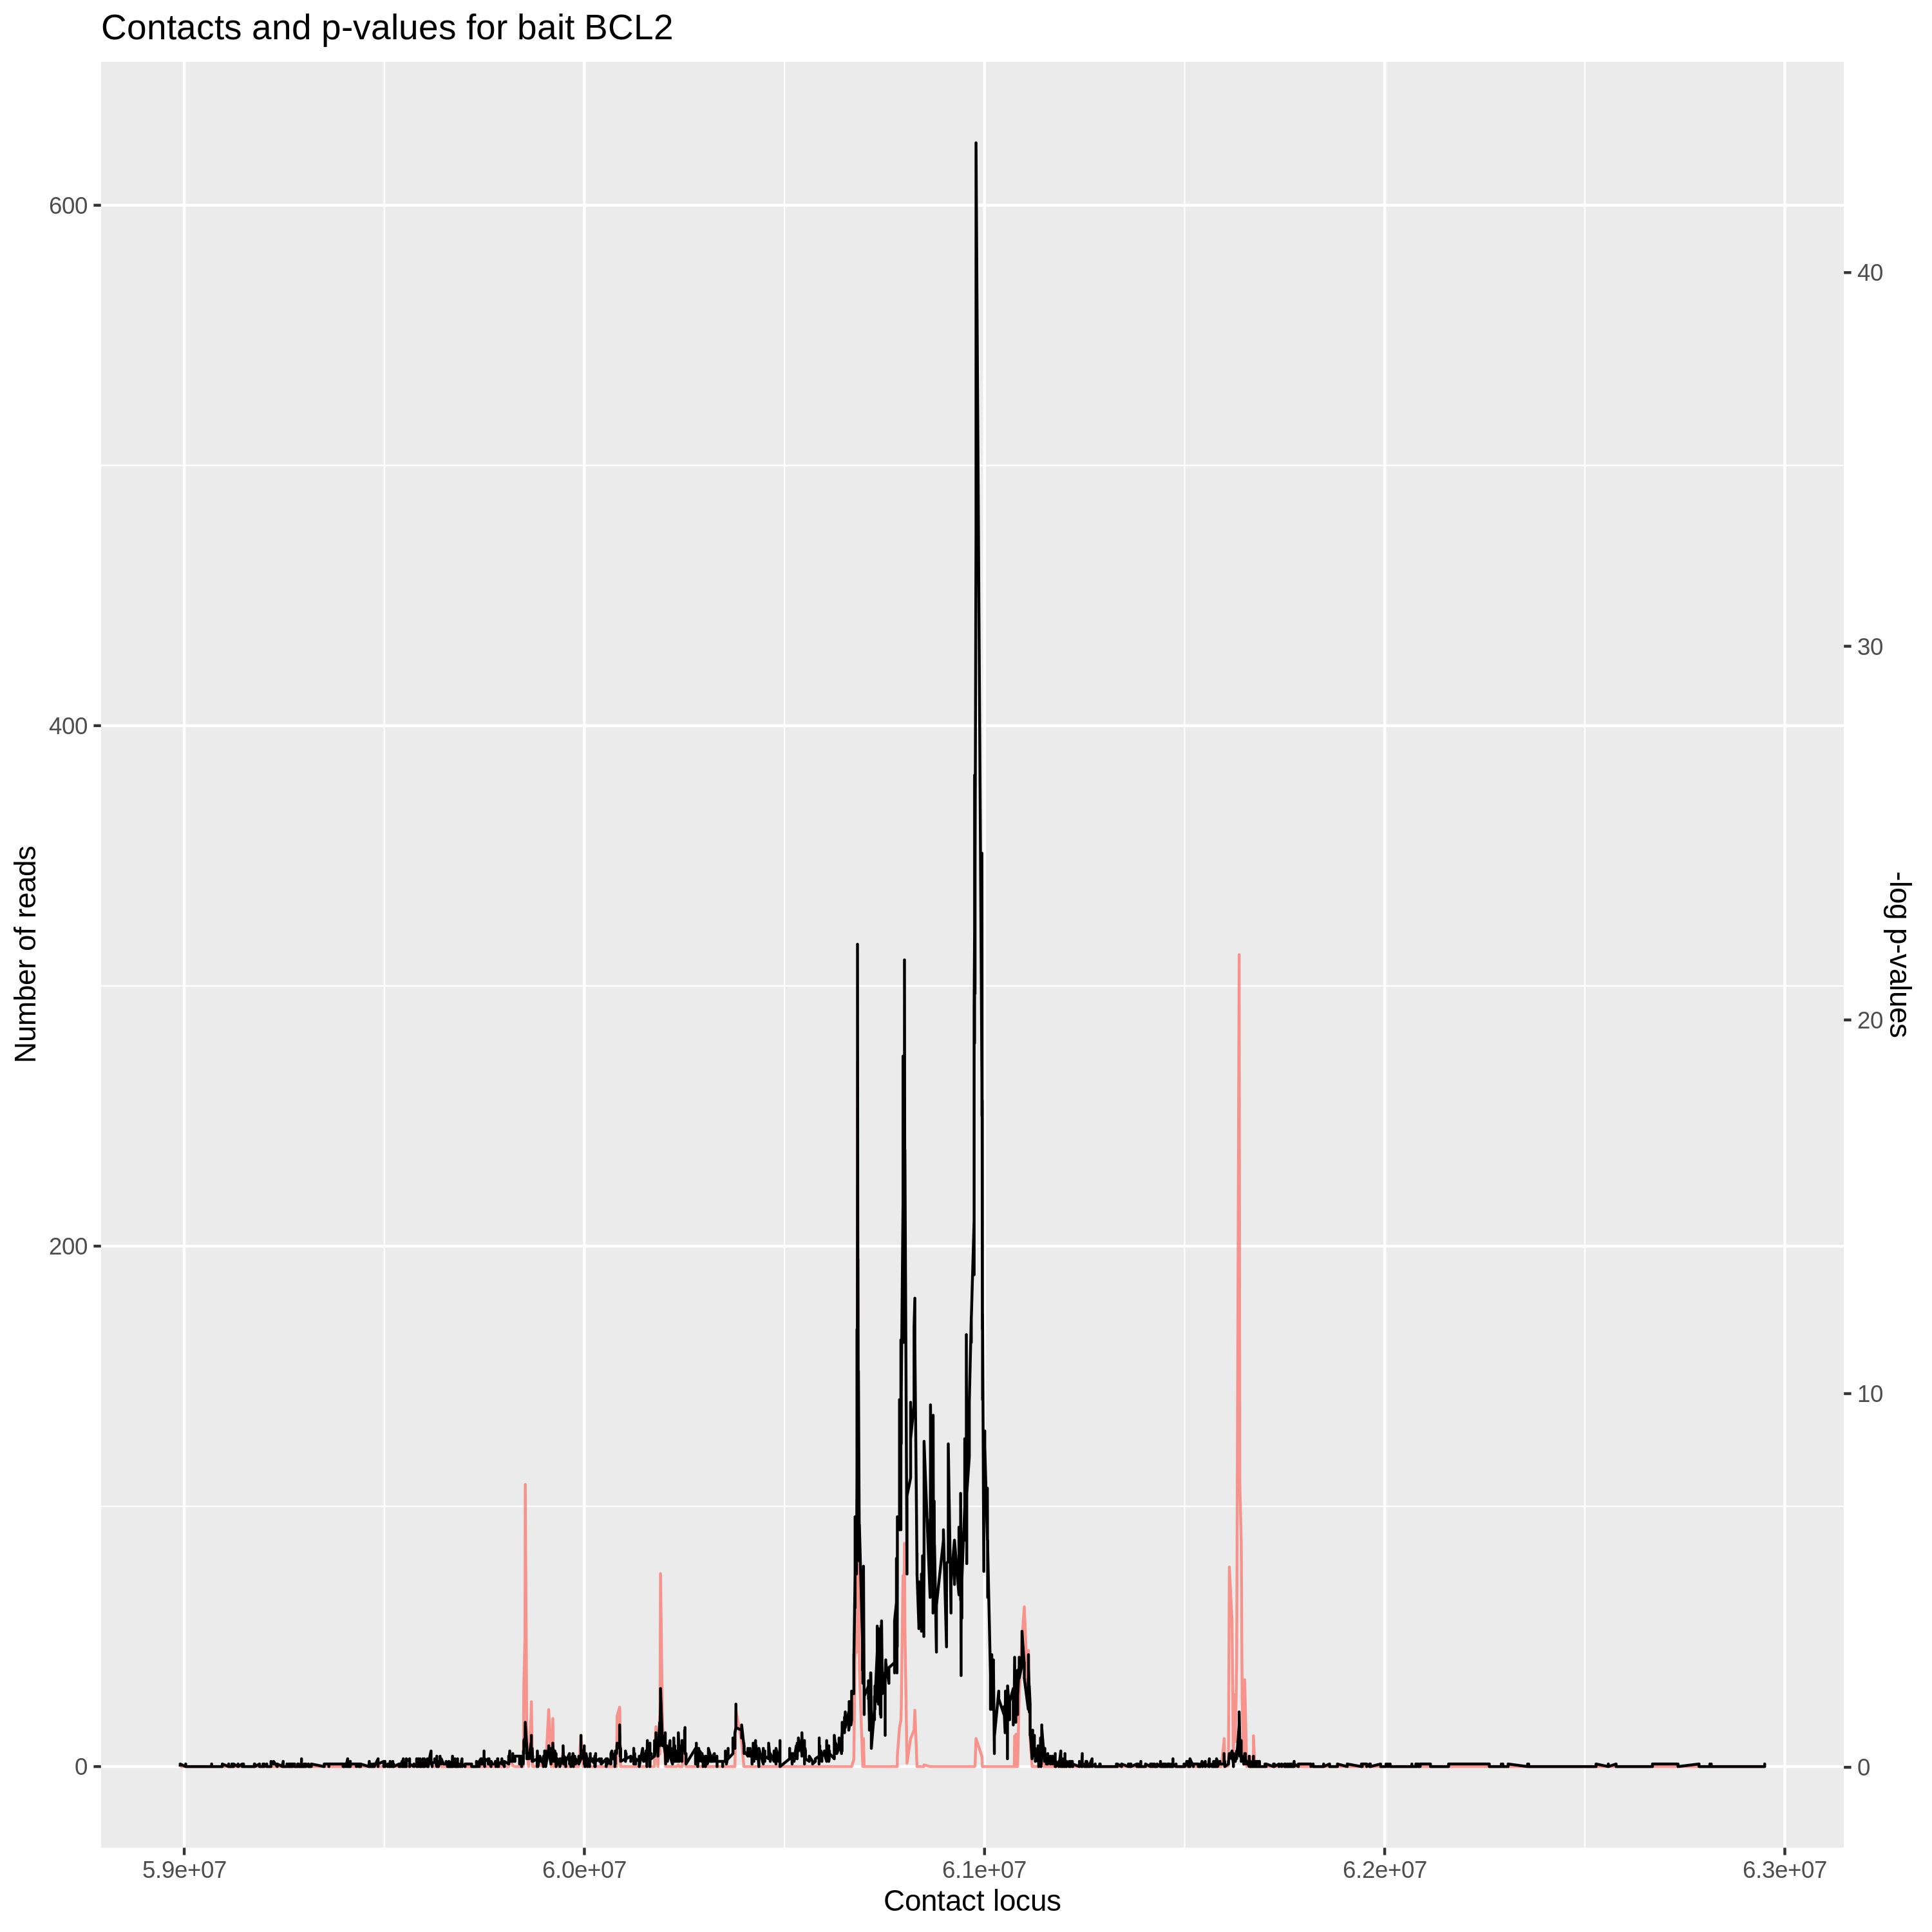 Contacts and p-values for bait BCL2
600
400
200
0
Number of reads
40
30
20
10
0
-log p-values
5.9e+07
6.0e+07
6.1e+07
6.2e+07
6.3e+07
Contact locus